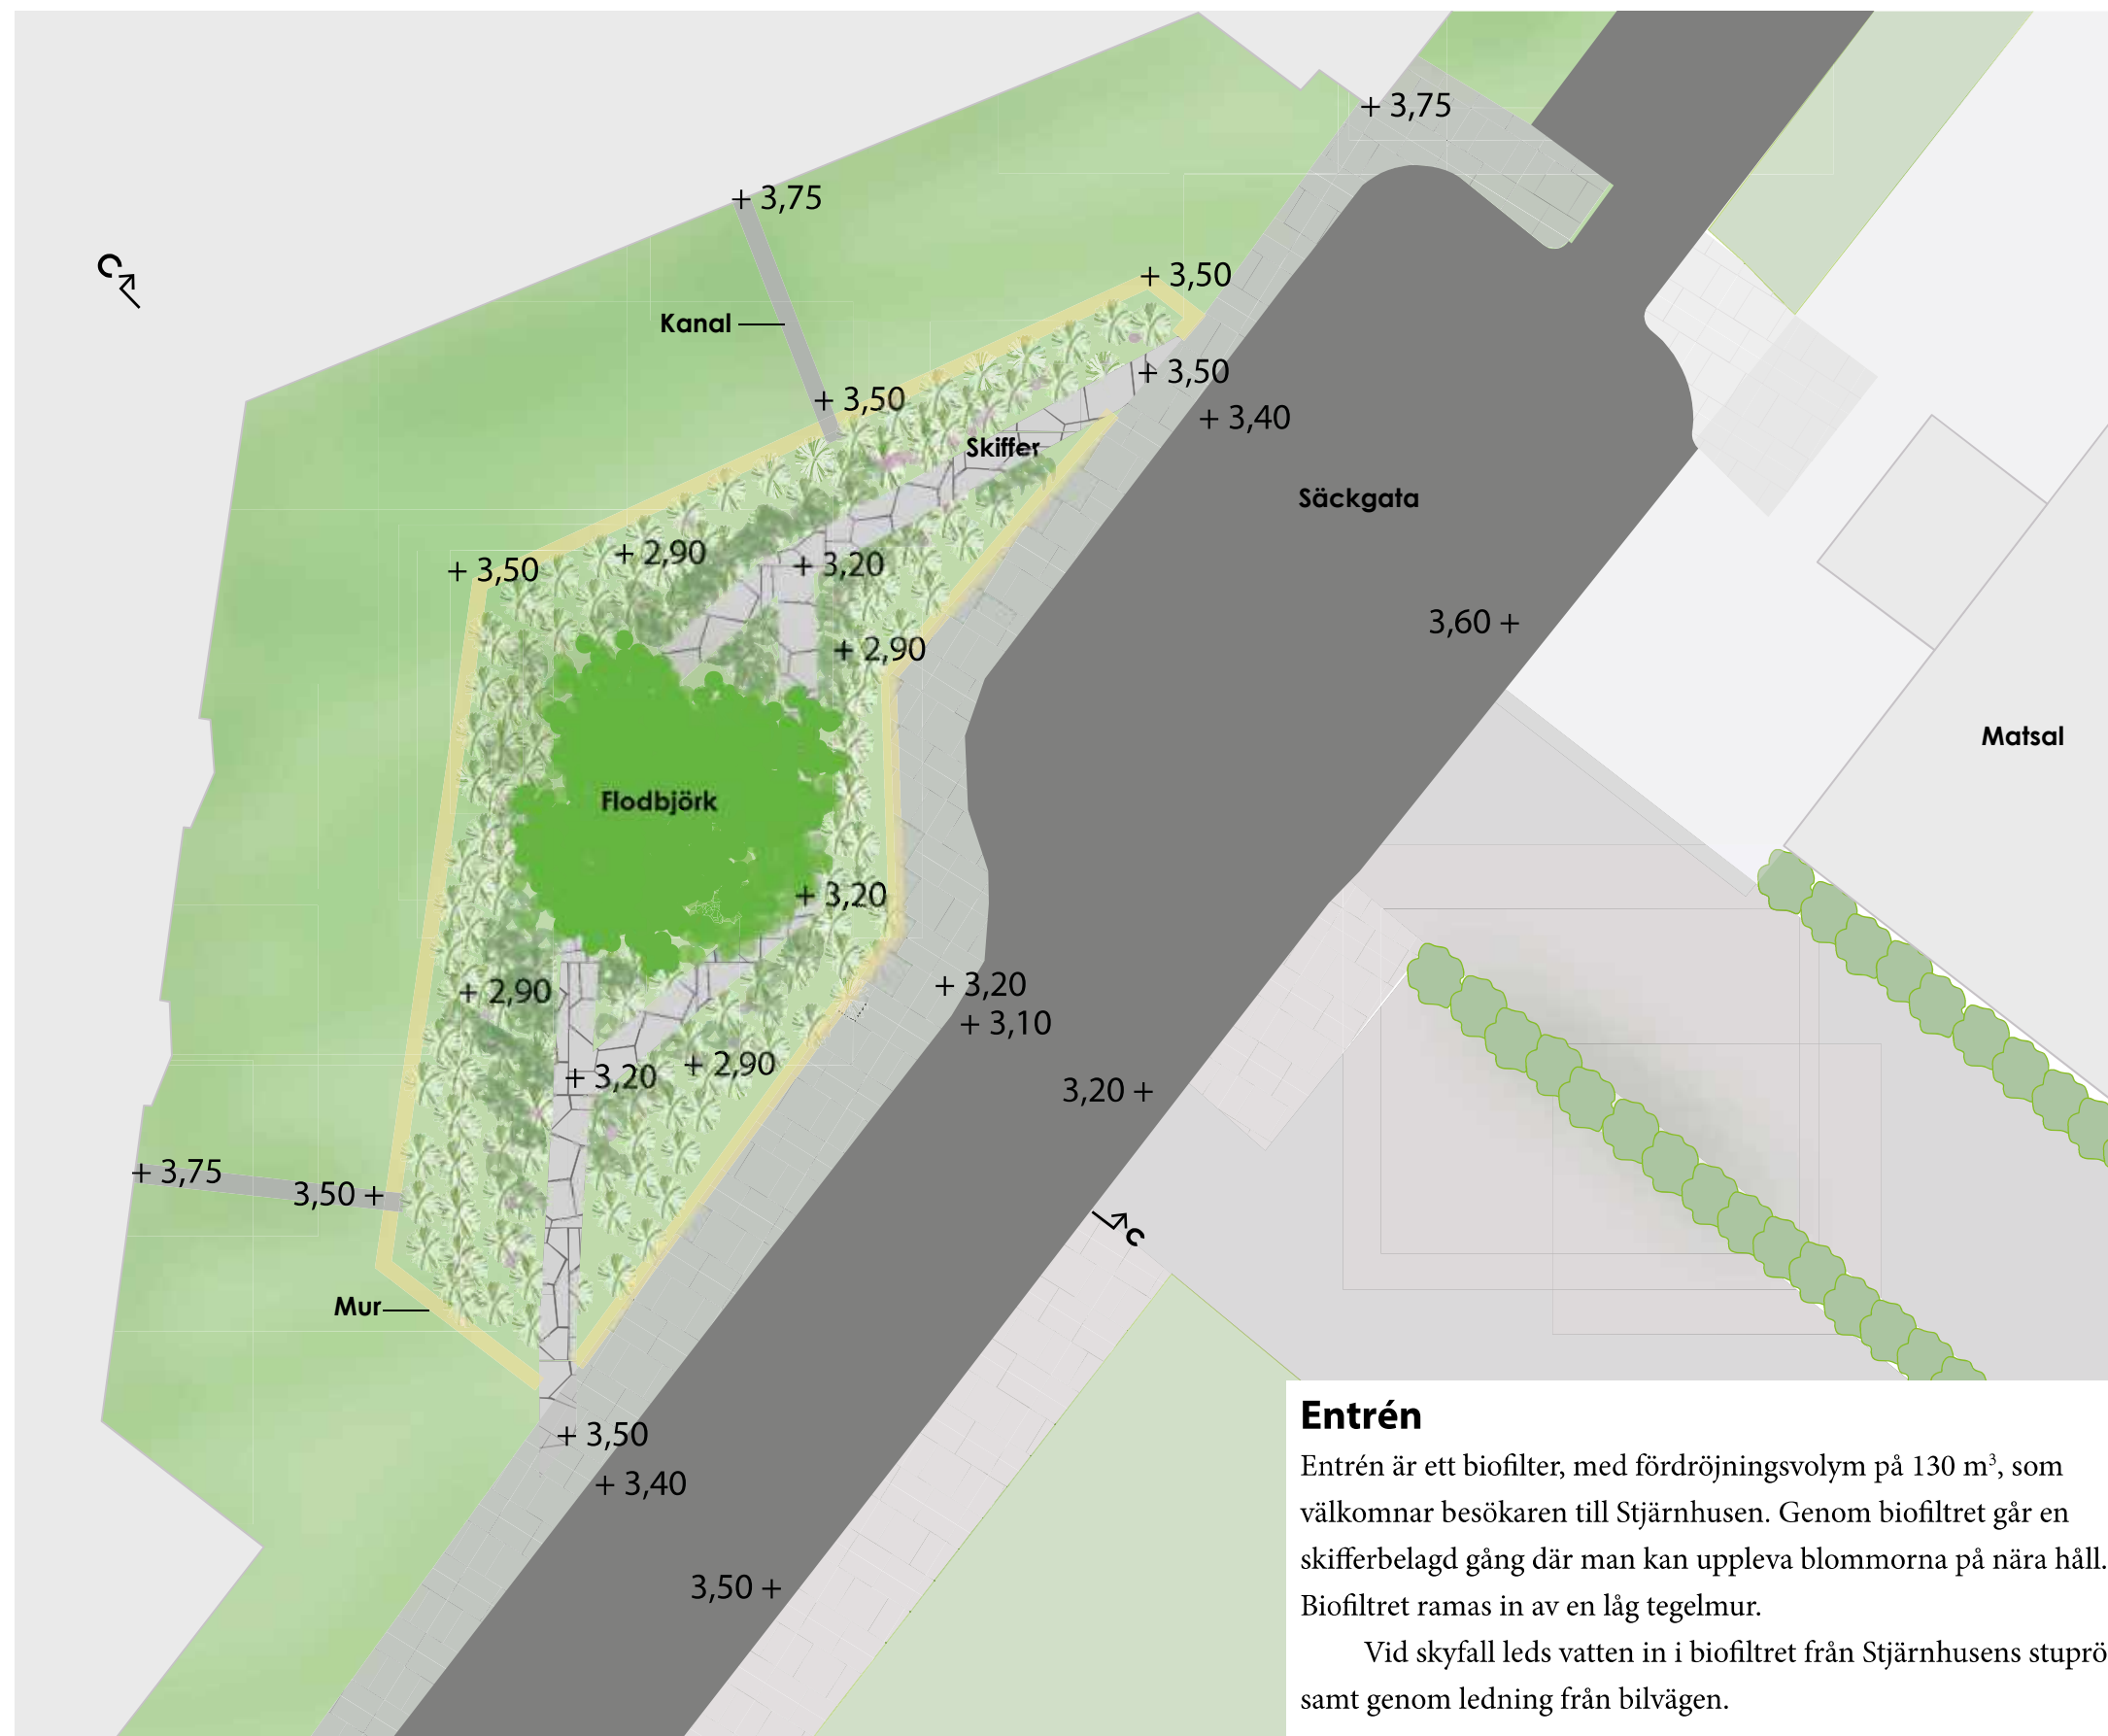 + 3,75
+ 3,75
C
+ 3,50
Kanal
+ 3,50
+ 3,50
+ 3,40
Skiffer
Säckgata
+ 2,90
+ 3,50
+ 3,20
3,60 +
+ 2,90
Matsal
Flodbjörk
+ 3,20
+ 2,90
+ 3,20
+ 3,10
+ 2,90
+ 3,20
3,20 +
+ 3,75
3,50 +
C
Mur
+ 3,50
+ 3,40
3,50 +
Entrén
Entrén är ett biofilter, med fördröjningsvolym på 130 m³, som
välkomnar besökaren till Stjärnhusen. Genom biofiltret går en
skifferbelagd gång där man kan uppleva blommorna på nära håll.
Biofiltret ramas in av en låg tegelmur.
Vid skyfall leds vatten in i biofiltret från Stjärnhusens stuprö
samt genom ledning från bilvägen.